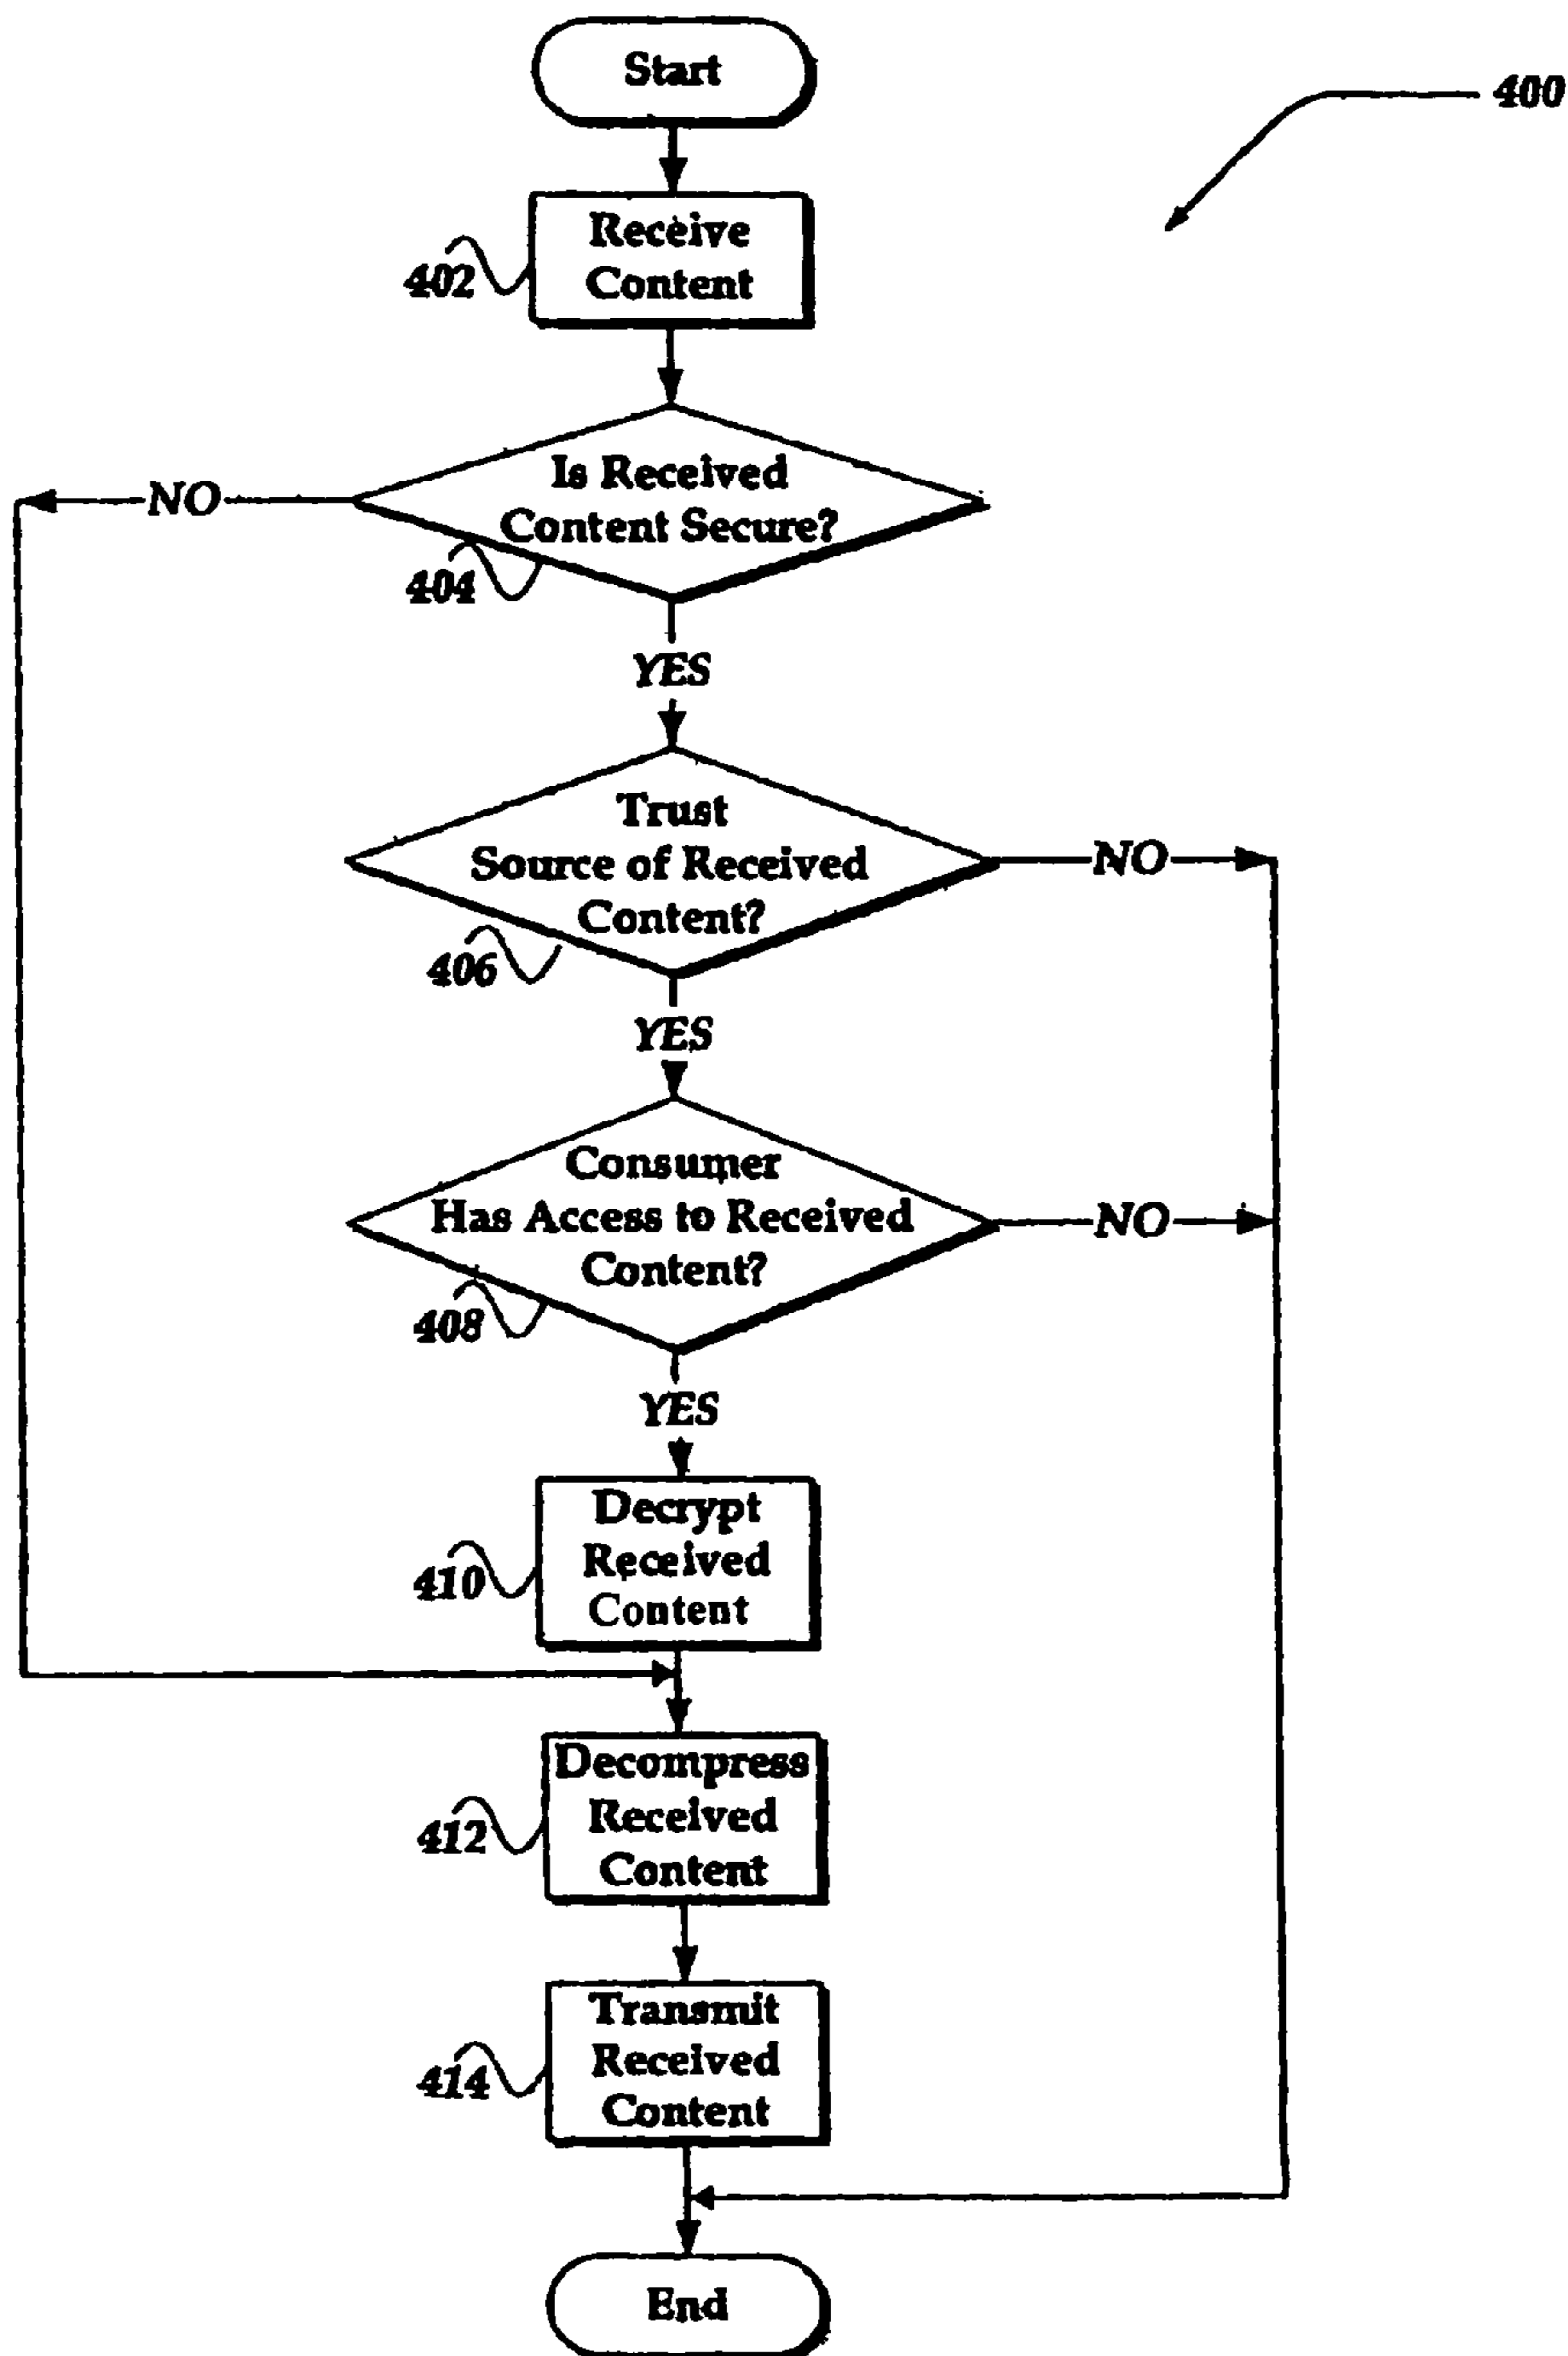 Start
400
Receive
Content
402
Is Received
Content Secure?
NO
404
YES
Trust
Source of Received
Content?
NO
406
YES
Consumer
Has Access to Received
Content?
NO
408
YES
Decrypt
Received
Content
410
Decompress
Received
Content
412
Transmit
Received
Content
414
End